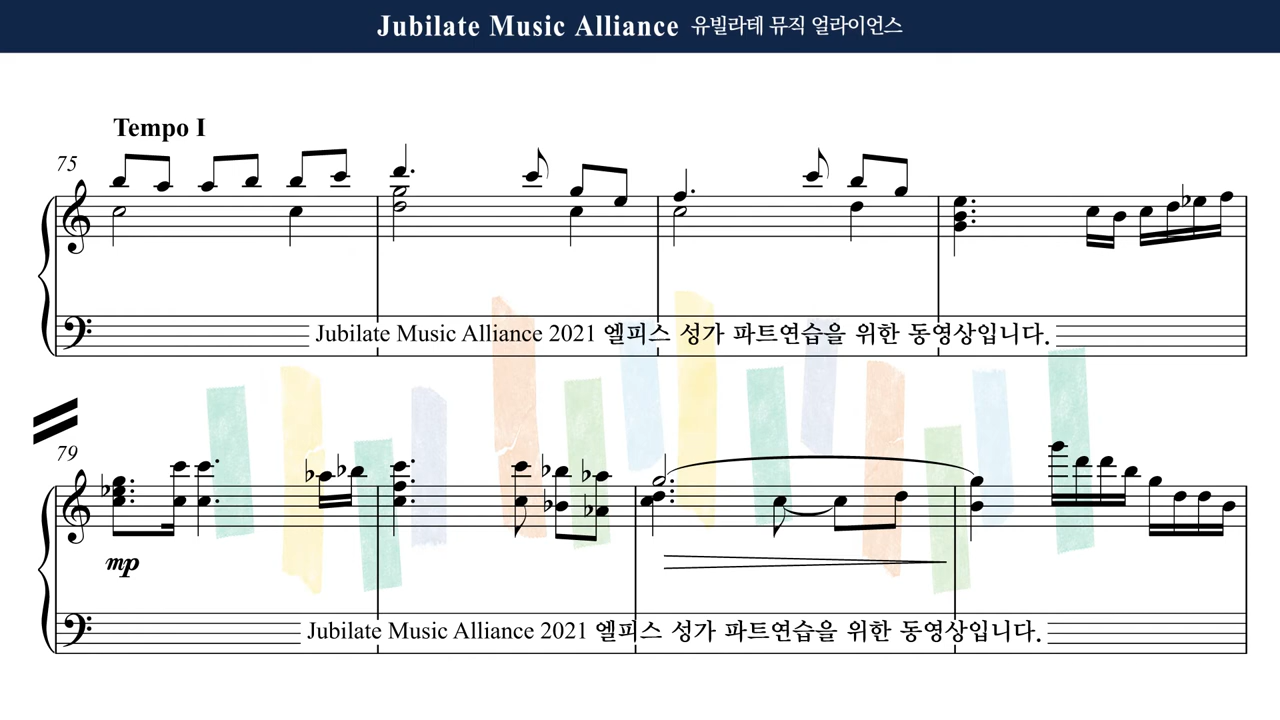 Jubilate Music Alliance 유빌라테 뮤직 얼라이언스
Tempo I
75
Jubilate Music Alliance 2021 엘피스 성가 파트연습을 위한 동영상입니다.
79
mp
Jubilate Music Alliance 2021 엘피스 성가 파트연습을 위한 동영상입니다.